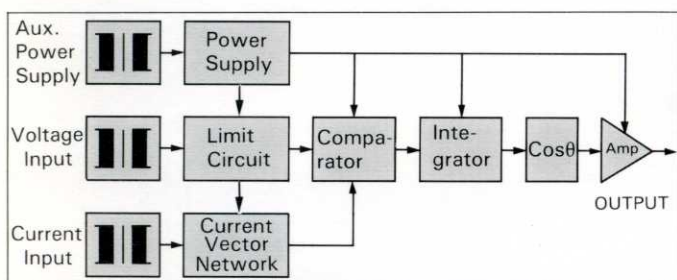 Aux.
Power
Supply
Power
Supply
Voltage
Input
Limit
Circuit
Compa-
rator
Inte-
grator
Cosθ
Amp
OUTPUT
Current
Input
Current
Vector
Network